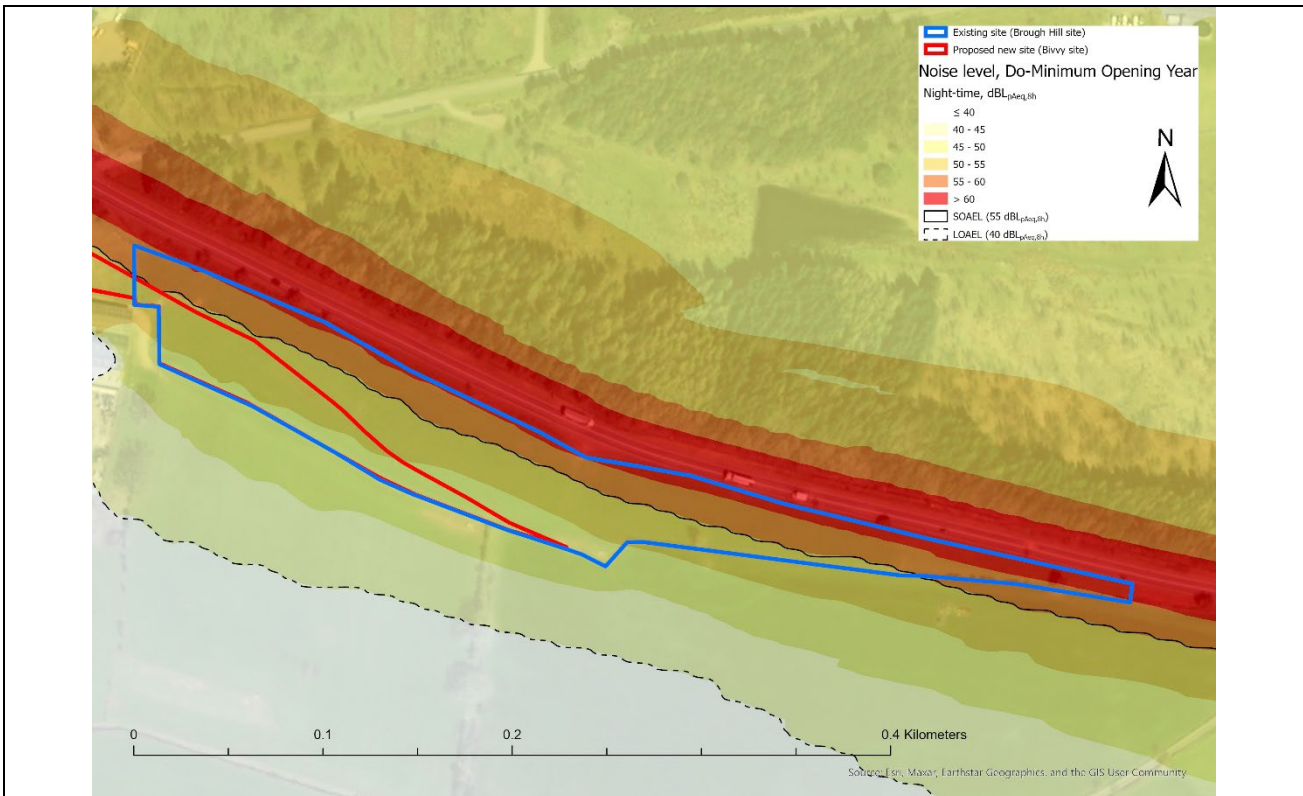 Existing site (Brough Hill site)
Proposed new site (Bivvy site)
Noise level, Do-Minimum Opening Year
Night-time, dBLpAeq,8h
≤ 40
40 - 45
45 - 50
50 - 55
55 - 60
> 60
SOAEL (55 dBLpAeq,8h)
LOAEL (40 dBLpAeq,8h)
N
0 0.1 0.2 0.4 Kilometers
Source: Esri, Maxar, Earthstar Geographics, and the GIS User Community